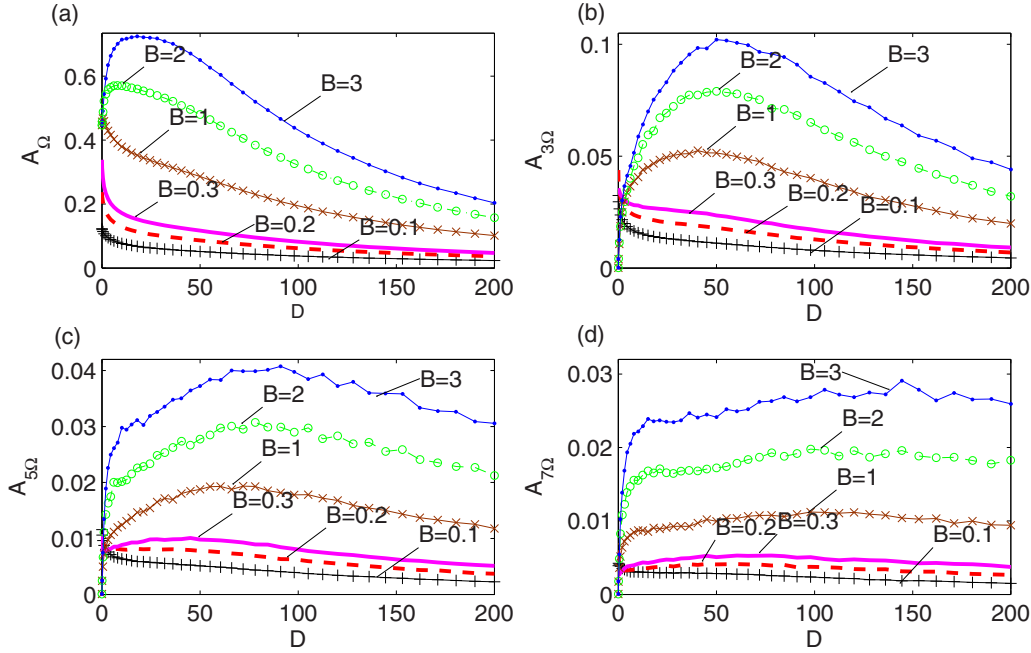 (a)
0.6
0.4
0.2
0
A_Ω
B=2
B=3
B=1
B=0.3
B=0.2
B=0.1
0 50 100 150 200
D
(b)
0.1
0.05
0
A_3Ω
B=2
B=3
B=1
B=0.3
B=0.2
B=0.1
0 50 100 150 200
D
(c)
0.04
0.03
0.02
0.01
0
A_5Ω
B=3
B=2
B=1
B=0.3
B=0.2
B=0.1
0 50 100 150 200
D
(d)
0.03
0.02
0.01
0
A_7Ω
B=3
B=2
B=1
B=0.2
B=0.3
B=0.1
0 50 100 150 200
D